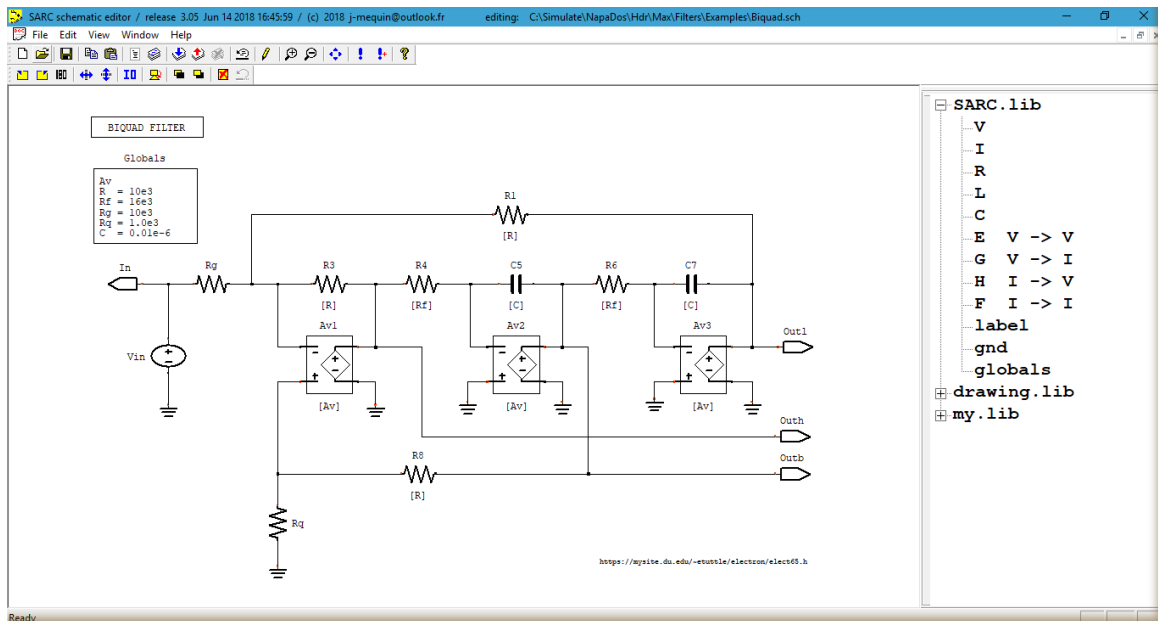 SARC schematic editor / release 3.05 Jun 14 2018 16:45:59 / (c) 2018 j-mequin@outlook.fr editing: C:\Simulate\NapaDos\Hdr\Max\Filters\Examples\Biquad.sch
File Edit View Window Help
BIQUAD FILTER
Globals
Av
R = 10e3
Rf = 16e3
Rg = 10e3
Rq = 1.0e3
C = 0.01e-6
R1
[R]
In Rg R3 R4 C5 R6 C7
[R] [Rf] [C] [Rf] [C]
Av1 Av2 Av3
Vin
Outl
[Av] [Av] [Av]
Outh
R8 Outb
[R]
Rq
https://mysite.du.edu/~etuttle/electron/elect65.h
SARC.lib
V
I
R
L
C
E V -> V
G V -> I
H I -> V
F I -> I
label
gnd
globals
drawing.lib
my.lib
Ready